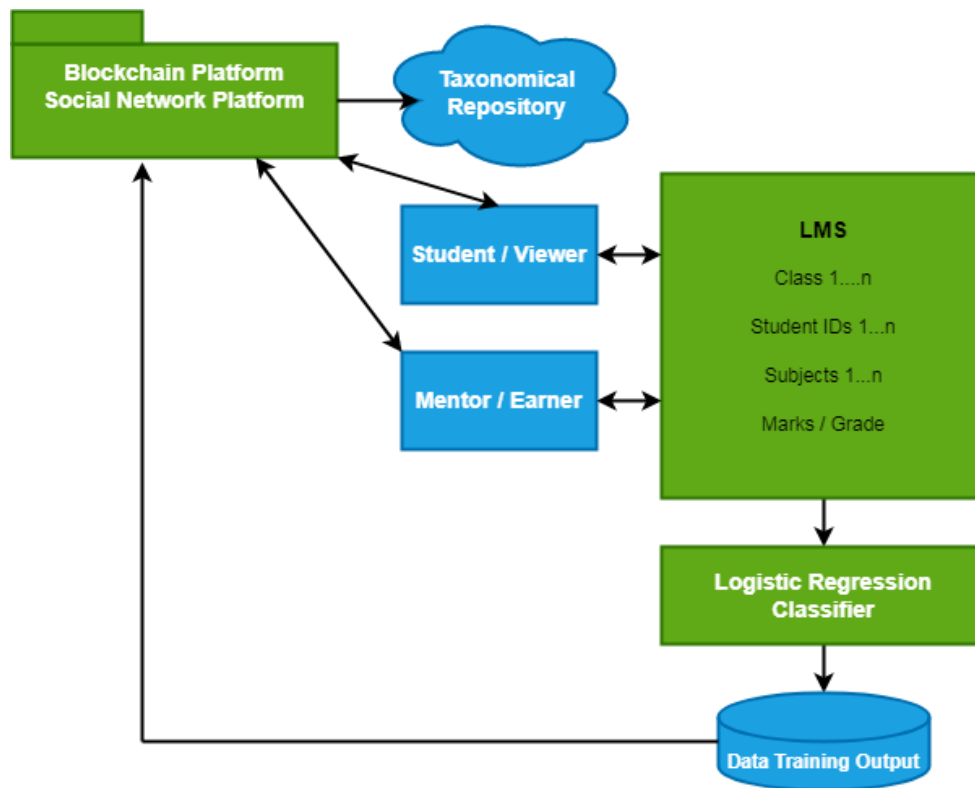 Blockchain Platform
Social Network Platform
Taxonomical
Repository
Student / Viewer
Mentor / Earner
LMS
Class 1....n
Student IDs 1...n
Subjects 1...n
Marks / Grade
Logistic Regression
Classifier
Data Training Output